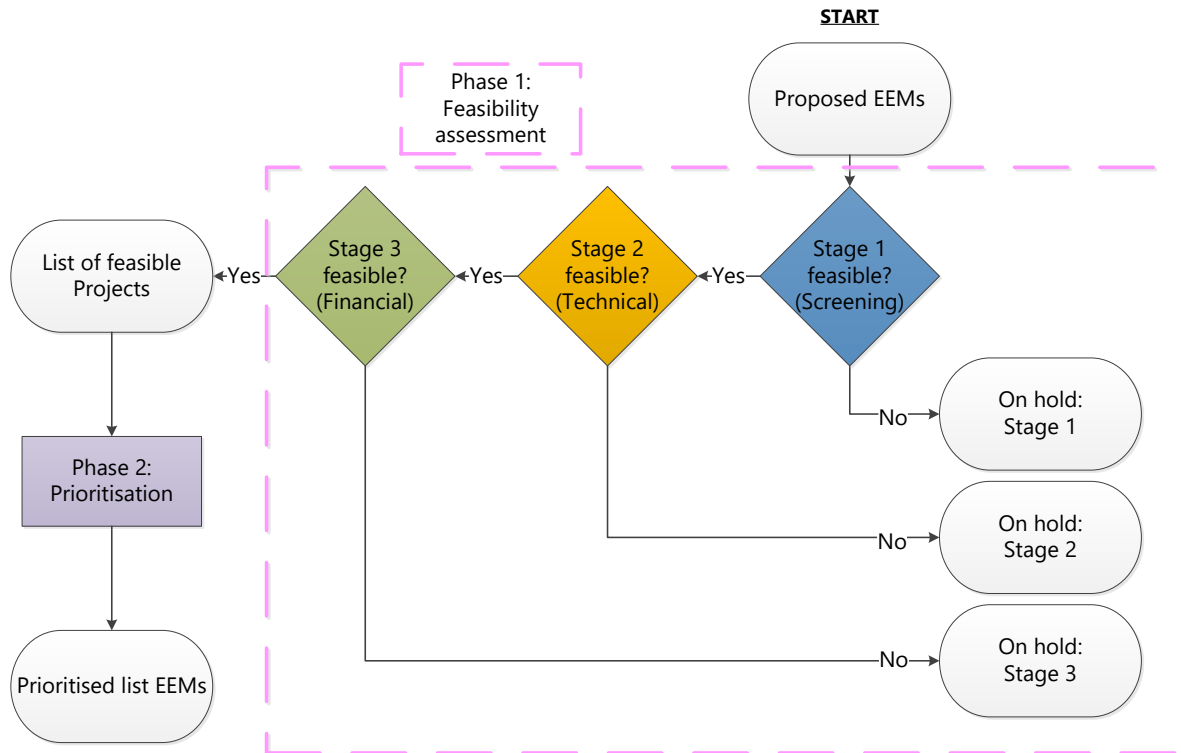 START
Proposed EEMs
Phase 1:
Feasibility
assessment
Stage 1
feasible?
(Screening)
Yes
Stage 2
feasible?
(Technical)
Yes
Stage 3
feasible?
(Financial)
Yes
List of feasible
Projects
No
On hold:
Stage 1
No
On hold:
Stage 2
No
On hold:
Stage 3
Phase 2:
Prioritisation
Prioritised list EEMs